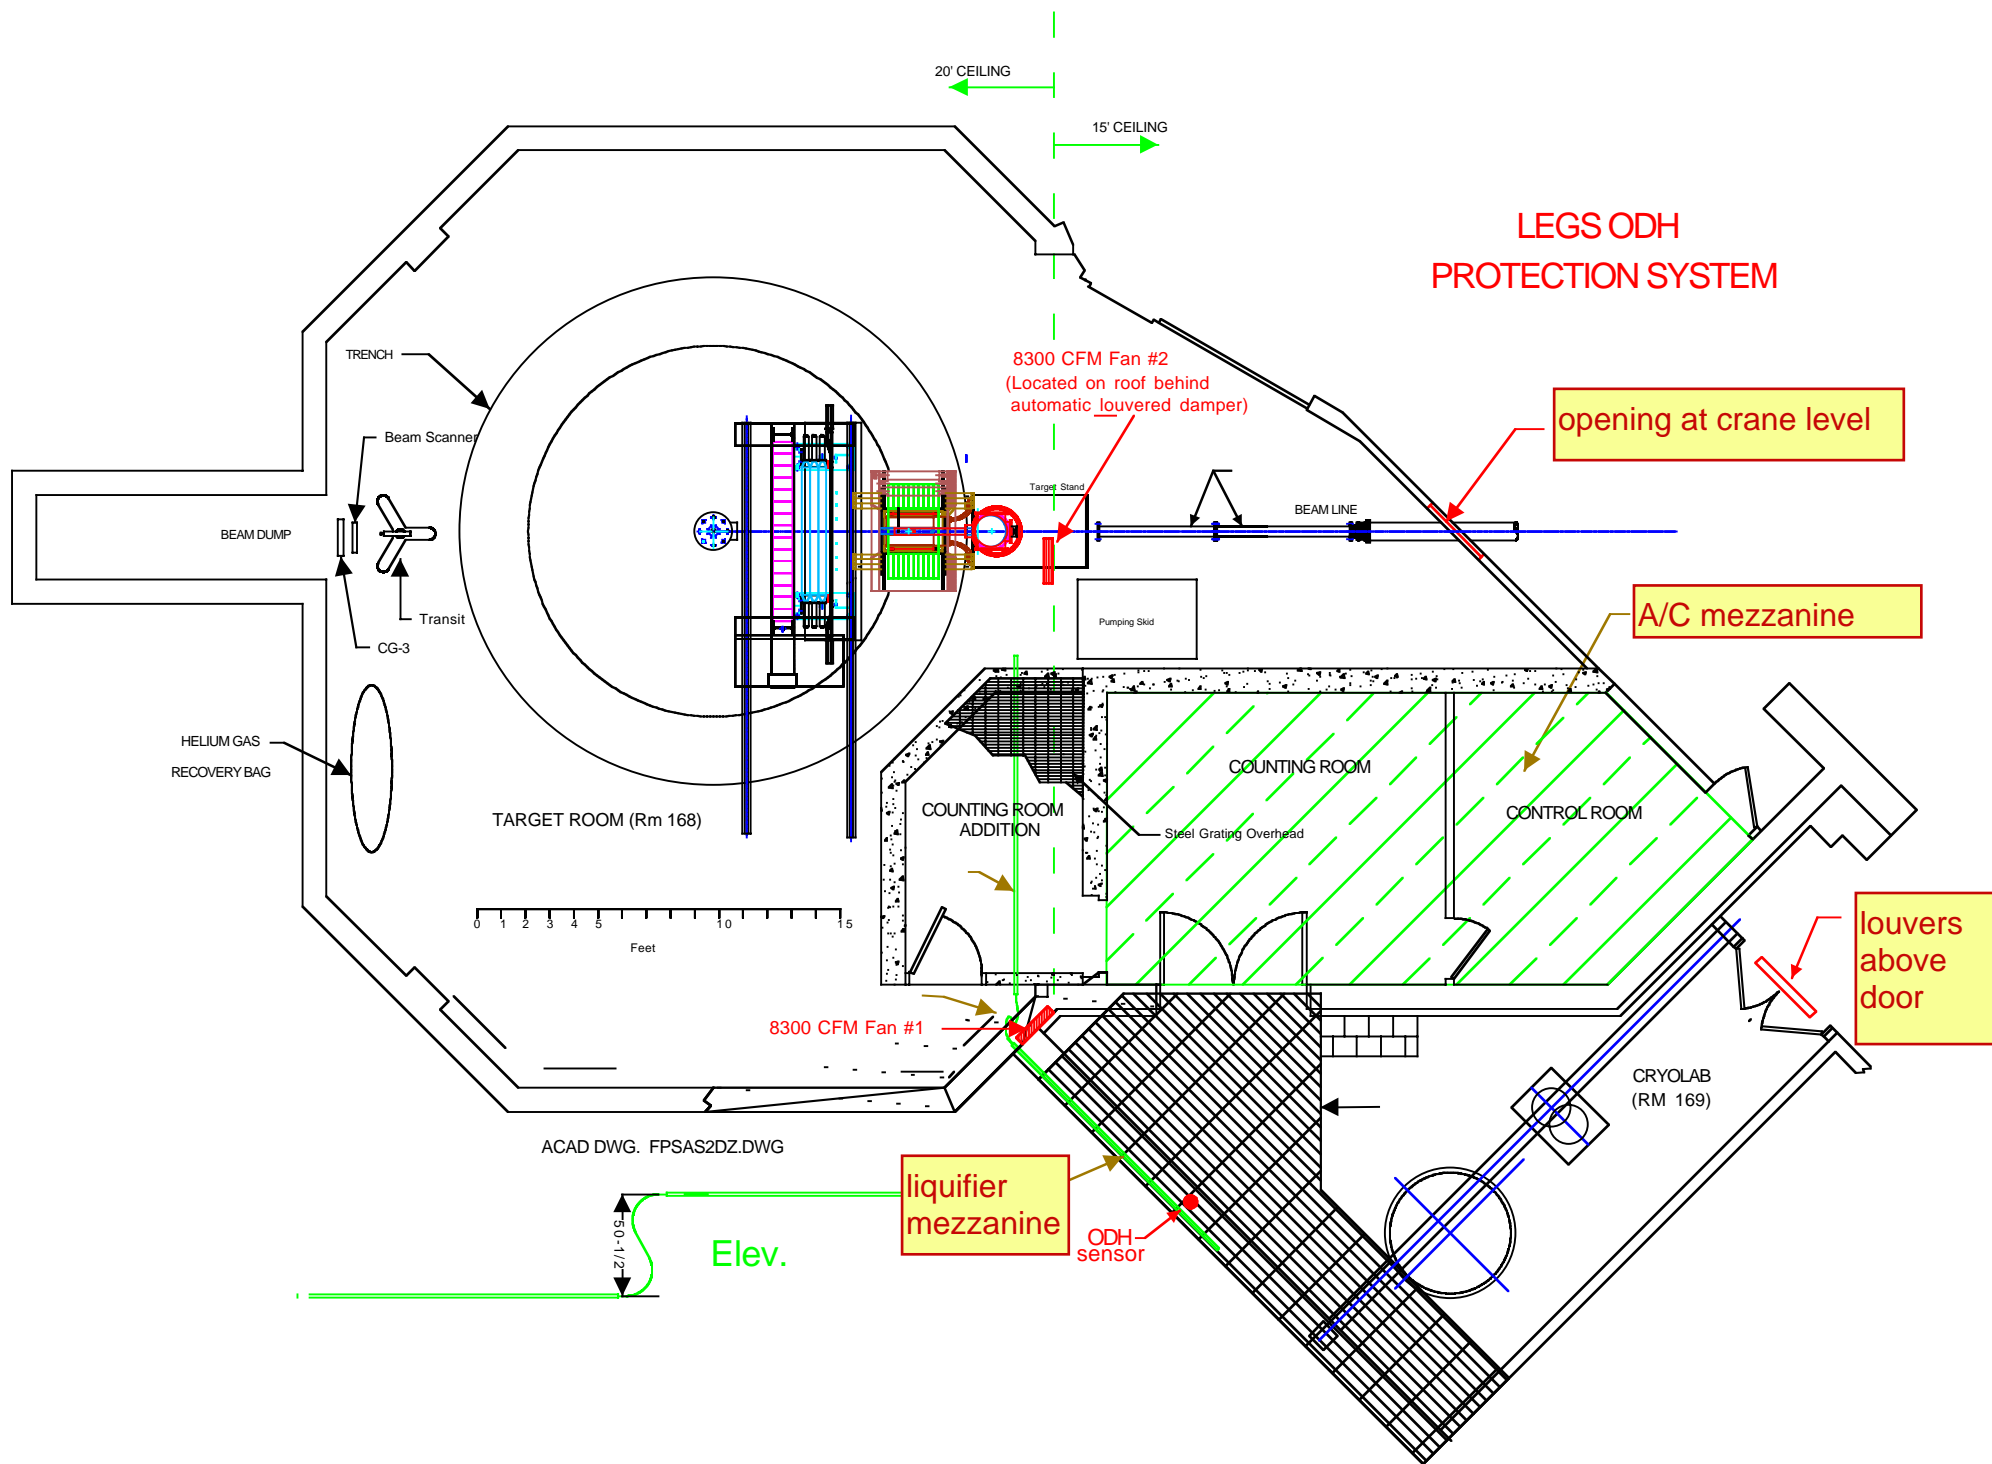 20' CEILING
15' CEILING
LEGS ODH
PROTECTION SYSTEM
TRENCH
8300 CFM Fan #2
(Located on roof behind
automatic louvered damper)
opening at crane level
Beam Scanner
Target Stand
BEAM LINE
BEAM DUMP
Transit
CG-3
Pumping Skid
A/C mezzanine
HELIUM GAS
RECOVERY BAG
TARGET ROOM (Rm 168)
COUNTING ROOM
ADDITION
COUNTING ROOM
CONTROL ROOM
Steel Grating Overhead
0 1 2 3 4 5 10 15
Feet
louvers
above
door
8300 CFM Fan #1
CRYOLAB
(RM 169)
ACAD DWG. FPSAS2DZ.DWG
liquifier
mezzanine
50-1/2
Elev.
ODH
sensor